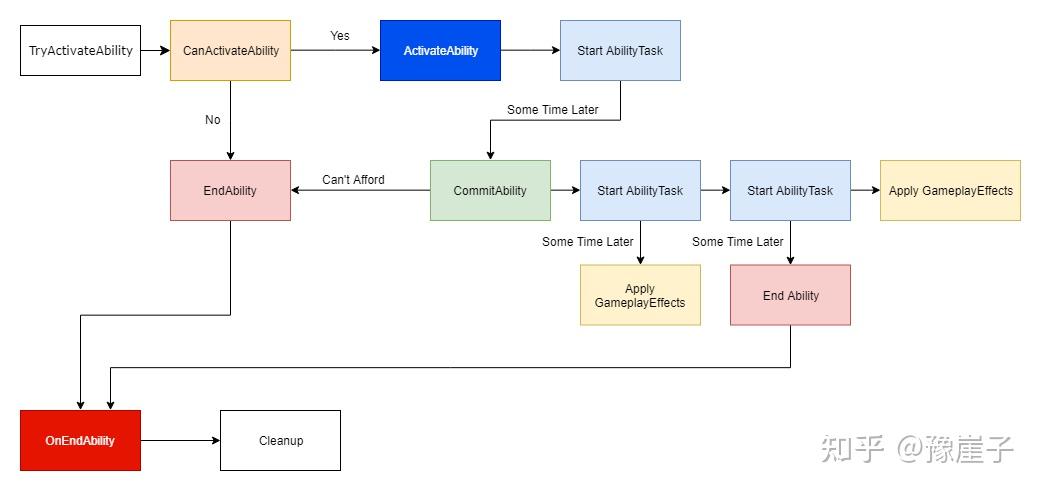 TryActivateAbility
CanActivateAbility
Yes
ActivateAbility
Start AbilityTask
No
Some Time Later
EndAbility
Can't Afford
CommitAbility
Start AbilityTask
Start AbilityTask
Apply GameplayEffects
Some Time Later
Some Time Later
Apply
GameplayEffects
End Ability
OnEndAbility
Cleanup
知乎 @豫崖子